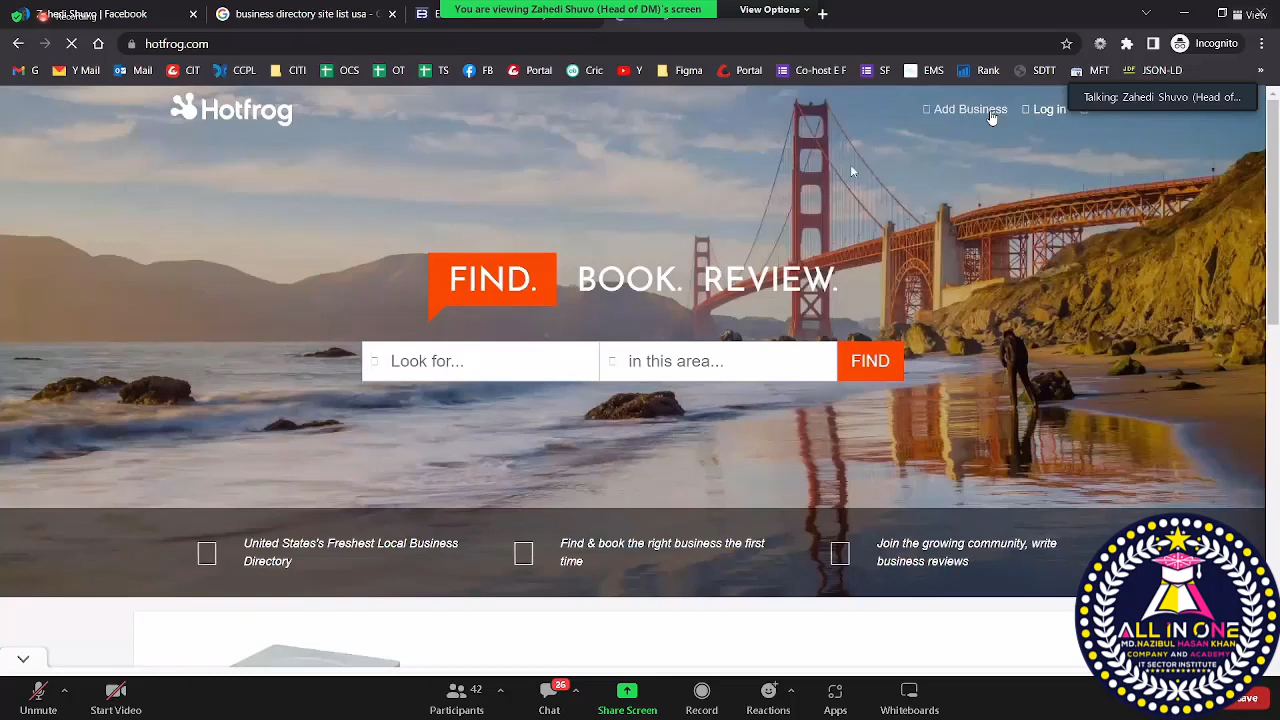 You are viewing Zahedi Shuvo (Head of DM)'s screen
View Options
View
hedi Shuvo | Facebook
business directory site list use - G
hotfrog.com
Incognito
G
Y Mail
Mail
CIT
CCPL
CITI
OCS
OT
TS
FB
Portal
Cric
Y
Figma
Portal
Co-host E F
SF
EMS
Rank
SDTT
MFT
JSON-LD
Talking: Zahedi Shuvo (Head of...
Hotfrog
Add Business
Log in
FIND. BOOK. REVIEW.
Look for...
in this area...
FIND
United States's Freshest Local Business
Directory
Find & book the right business the first
time
Join the growing community, write
business reviews
ALL IN ONE
MD.NAZIBUL HASAN KHAN
COMPANY AND ACADEMY
IT SECTOR INSTITUTE
Unmute
Start Video
42
Participants
26
Chat
Share Screen
Record
Reactions
Apps
Whiteboards